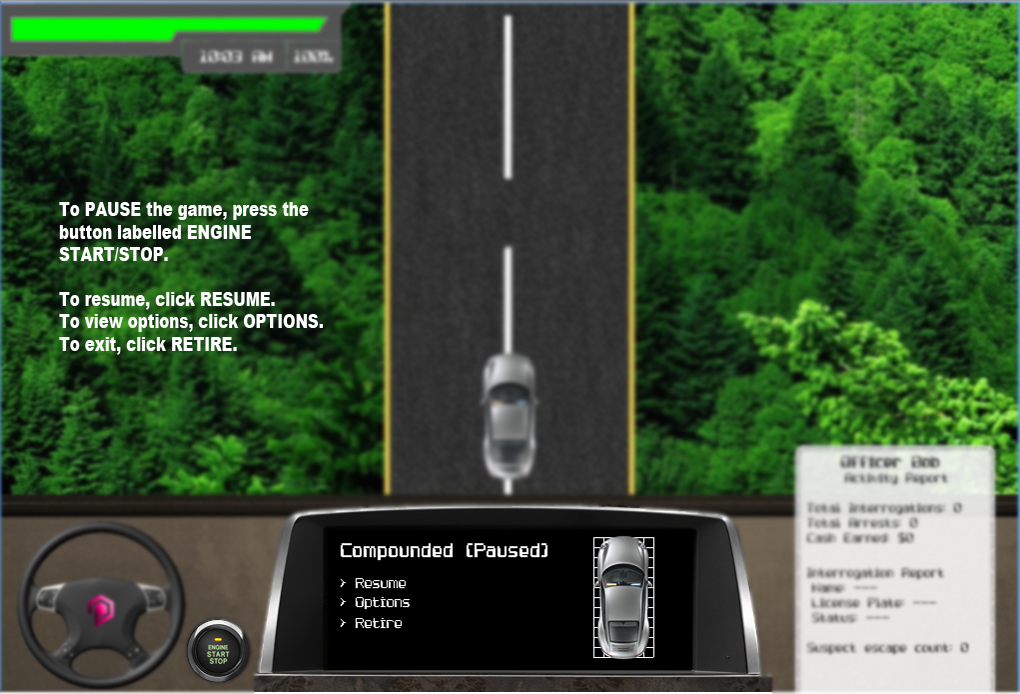 10:03 AM 100%
To PAUSE the game, press the
button labelled ENGINE
START/STOP.
To resume, click RESUME.
To view options, click OPTIONS.
To exit, click RETIRE.
Officer Bob
Activity Report
Total Interrogations: 0
Total Arrests: 0
Cash Earned: $0
Interrogation Report
Name: ---
License Plate: ---
Status: ---
Suspect escape count: 0
Compounded (Paused)
> Resume
> Options
> Retire
ENGINE
START
STOP